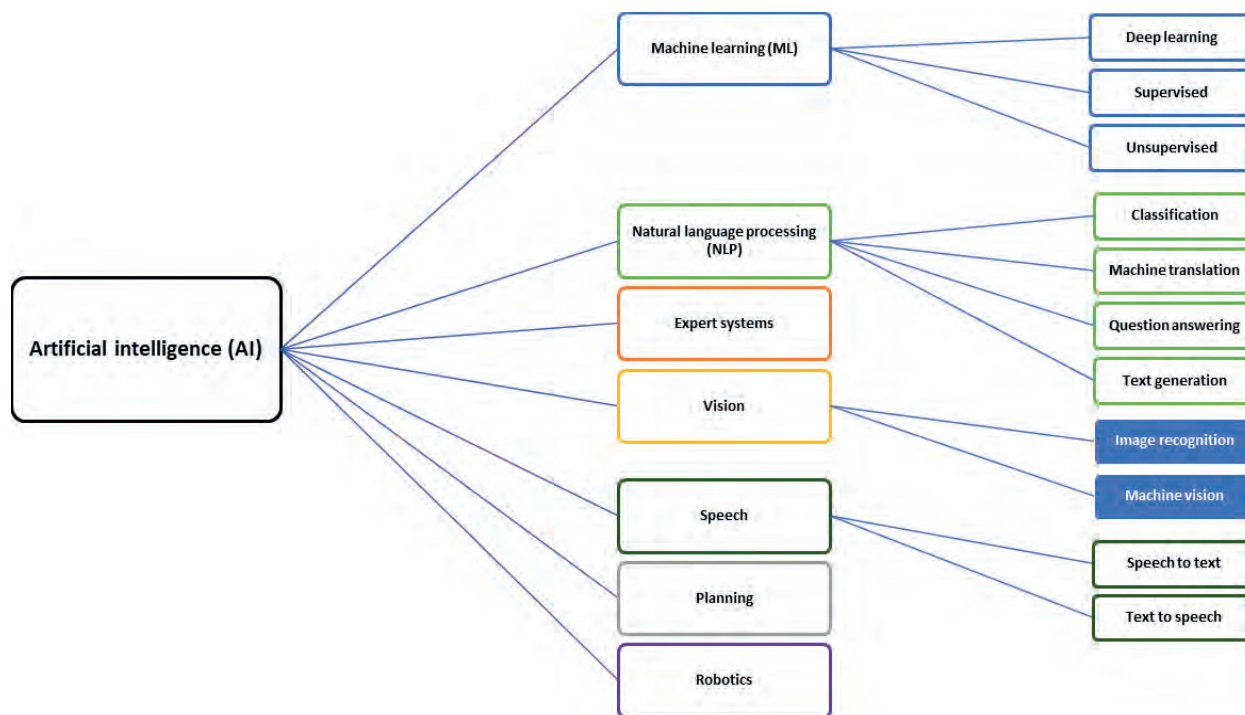 Artificial intelligence (AI)
Machine learning (ML)
Deep learning
Supervised
Unsupervised
Natural language processing
(NLP)
Classification
Machine translation
Question answering
Text generation
Expert systems
Vision
Image recognition
Machine vision
Speech
Speech to text
Text to speech
Planning
Robotics